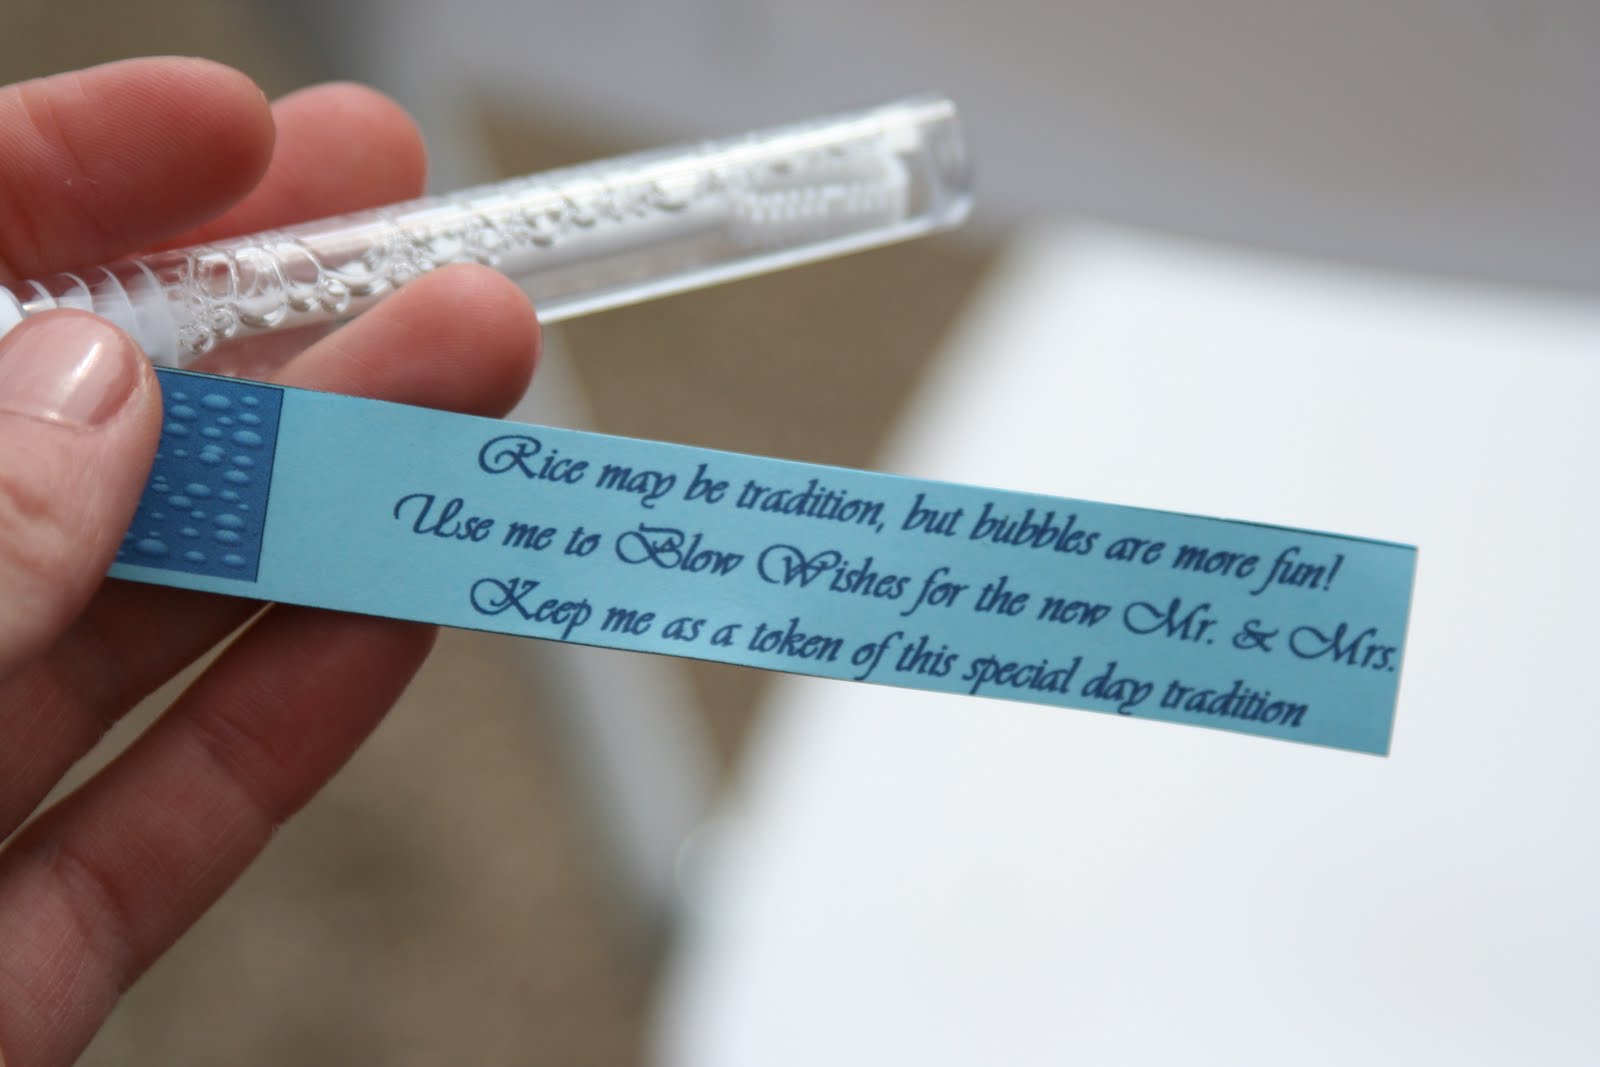 Rice may be tradition, but bubbles are more fun!
Use me to Blow Wishes for the new Mr. & Mrs.
Keep me as a token of this special day tradition